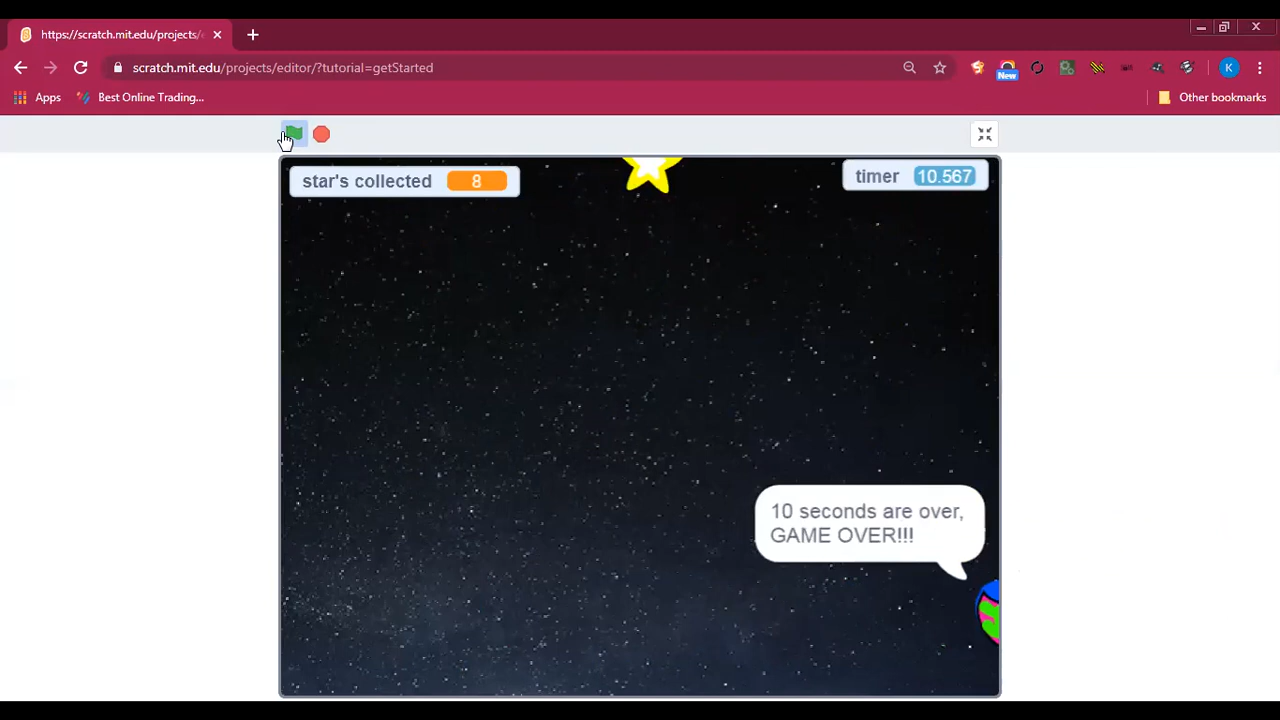 https://scratch.mit.edu/projects/
scratch.mit.edu/projects/editor/?tutorial=getStarted
New
K
Apps
Best Online Trading...
Other bookmarks
star's collected 8
timer 10.567
10 seconds are over,
GAME OVER!!!